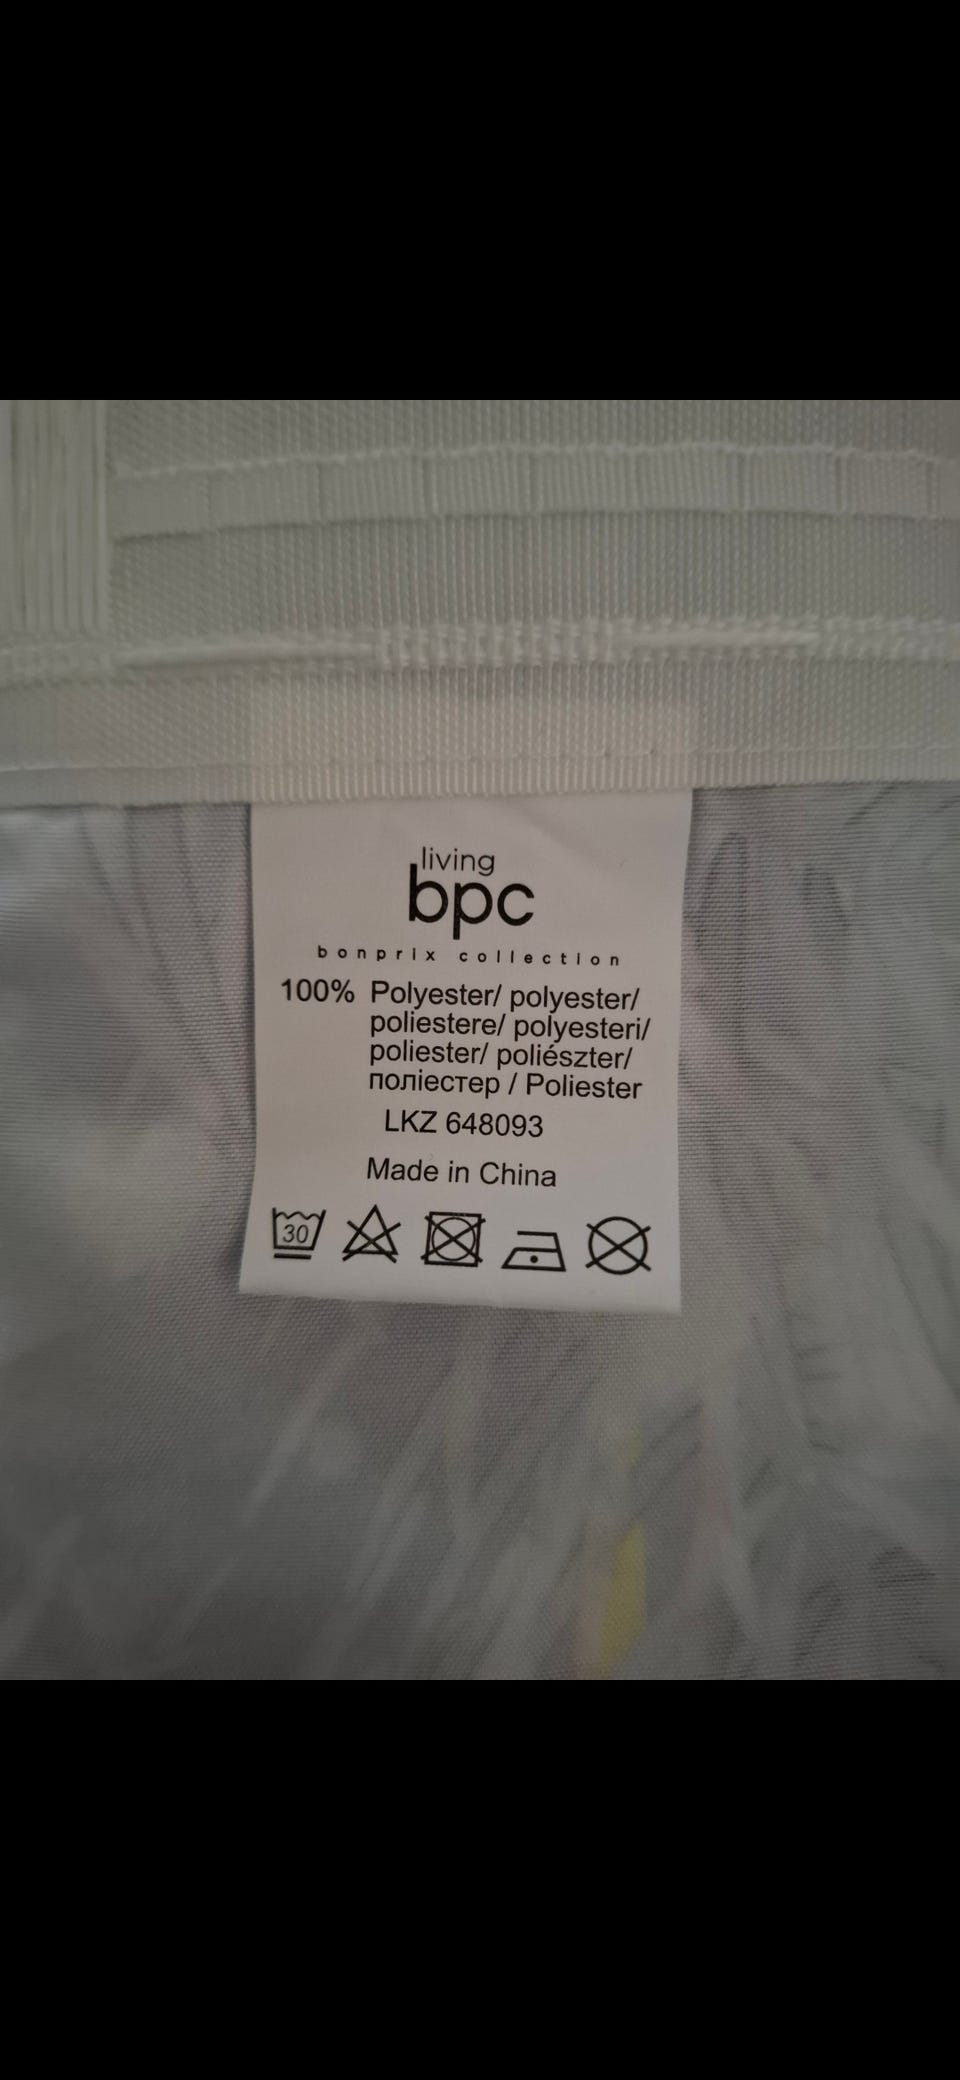 living
bpc
bonprix collection
100% Polyester/ polyester/
poliestere/ polyesteri/
poliester/ poliészter/
поліестер / Poliester
LKZ 648093
Made in China
30